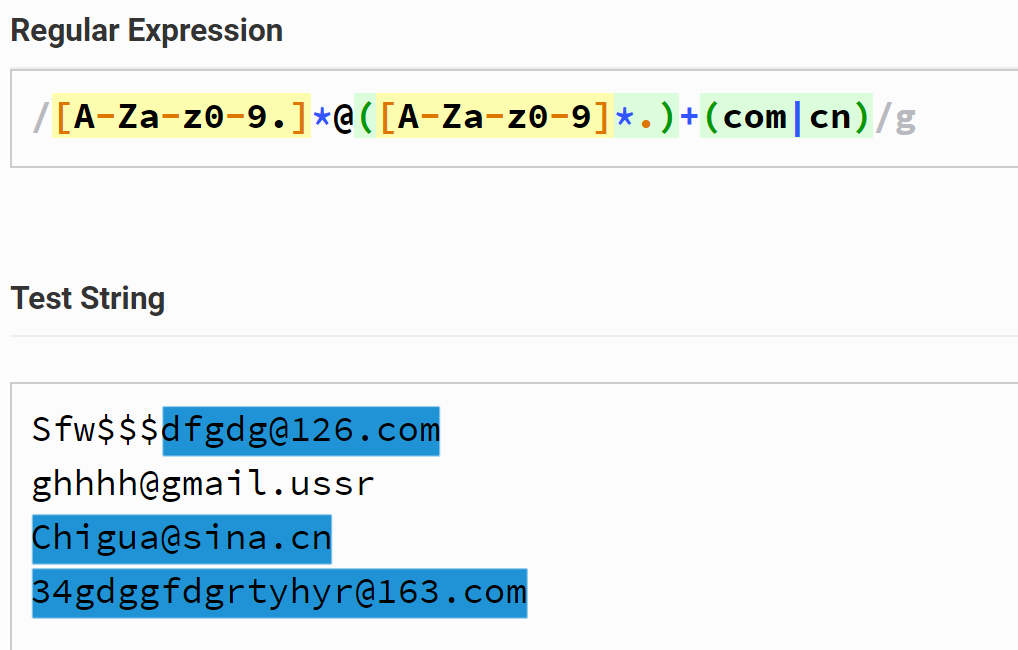 Regular Expression
/[A-Za-z0-9.]*@([A-Za-z0-9]*.)+(com|cn)/g
Test String
Sfw$$$dfgdg@126.com
ghhhh@gmail.ussr
Chigua@sina.cn
34gdggfdgrtyhyr@163.com